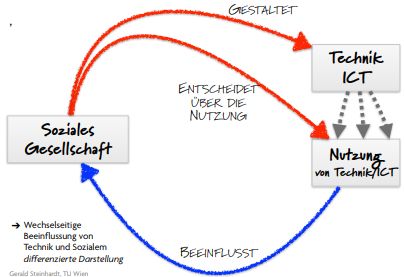 GESTALTET
Technik
ICT
ENTSCHEIDET
ÜBER DIE
NUTZUNG
Soziales
Gesellschaft
Nutzung
von Technik/ICT
BEEINFLUSST
➔ Wechselseitige
Beeinflussung von
Technik und Sozialem
differenzierte Darstellung
Gerald Steinhardt, TU Wien